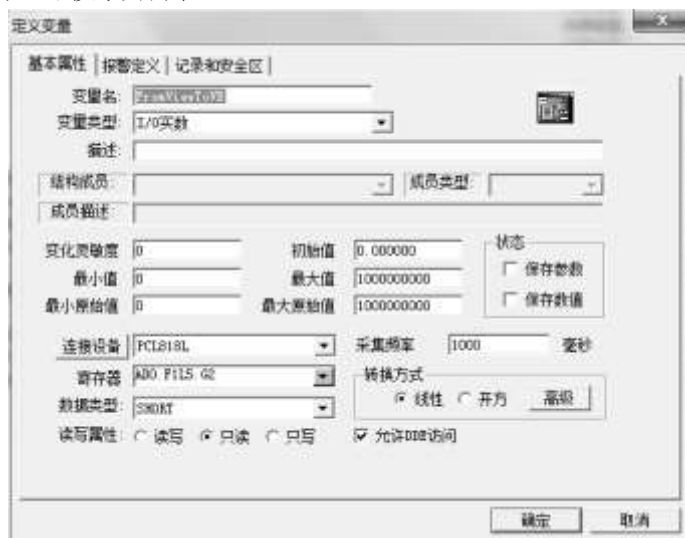 定义变量
基本属性 报警定义 记录和安全区
变量名: FromViewToVB
变量类型: I/O实数
描述:
结构成员: 成员类型:
成员描述:
变化灵敏度 0 初始值 0.000000 状态
最小值 0 最大值 1000000000 保存参数
最小原始值 0 最大原始值 1000000000 保存数值
连接设备 PCL818L 采集频率 1000 毫秒
寄存器 AD0 F1L5 G2 转换方式
数据类型: SHORT 线性 开方 高级
读写属性: 读写 只读 只写 允许DDE访问
确定 取消